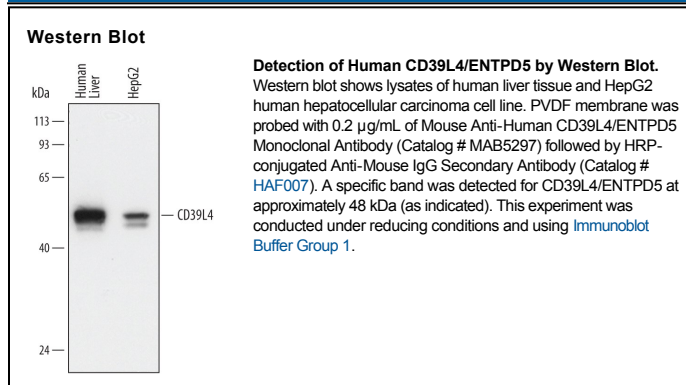 Western Blot
Human
Liver
HepG2
kDa
113
93
65
40
24
CD39L4
Detection of Human CD39L4/ENTPD5 by Western Blot.
Western blot shows lysates of human liver tissue and HepG2
human hepatocellular carcinoma cell line. PVDF membrane was
probed with 0.2 µg/mL of Mouse Anti-Human CD39L4/ENTPD5
Monoclonal Antibody (Catalog # MAB5297) followed by HRP-
conjugated Anti-Mouse IgG Secondary Antibody (Catalog #
HAF007). A specific band was detected for CD39L4/ENTPD5 at
approximately 48 kDa (as indicated). This experiment was
conducted under reducing conditions and using Immunoblot
Buffer Group 1.